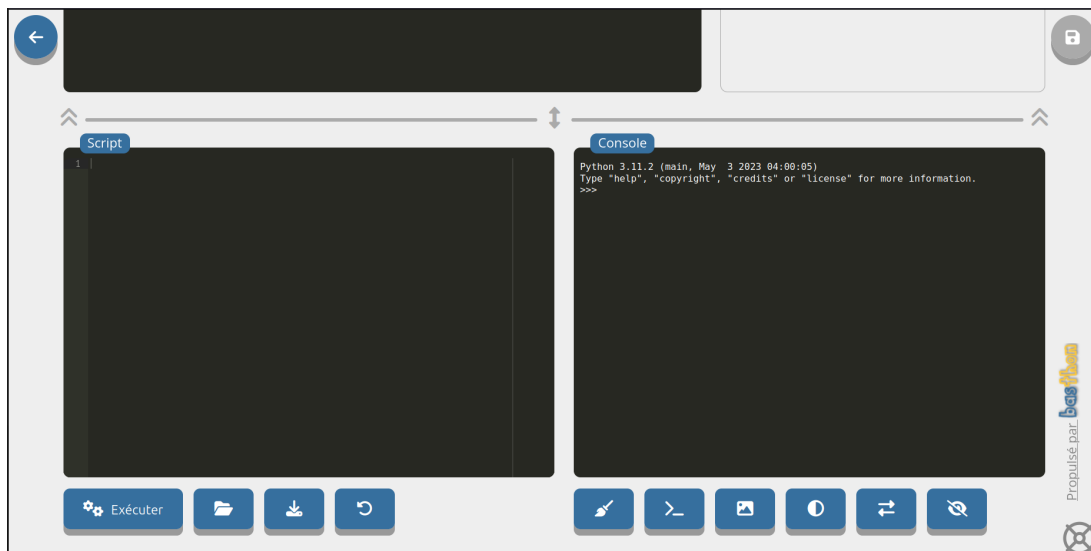 Script
1
Console
Python 3.11.2 (main, May  3 2023 04:00:05)
Type "help", "copyright", "credits" or "license" for more information.
>>>
Exécuter
>_
Propulsé par basthon